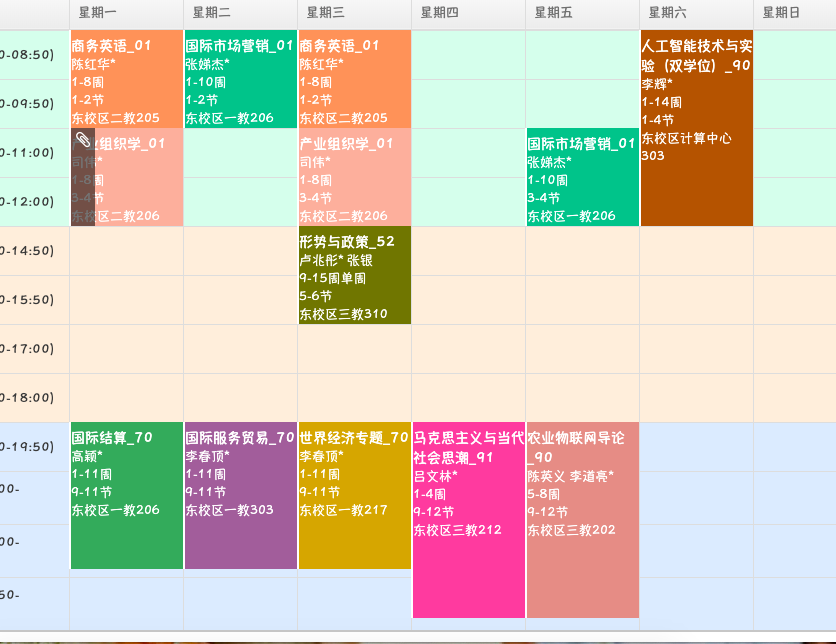 星期一 星期二 星期三 星期四 星期五 星期六 星期日
0-08:50)
0-09:50)
0-11:00)
0-12:00)
0-14:50)
0-15:50)
0-17:00)
0-18:00)
0-19:50)
00-
00-
50-
商务英语_01
陈红华*
1-8周
1-2节
东校区二教205
业组织学_01
司伟*
1-8周
3-4节
东校区二教206
国际结算_70
高颖*
1-11周
9-11节
东校区一教206
国际市场营销_01
张娣杰*
1-10周
1-2节
东校区一教206
国际服务贸易_70
李春顶*
1-11周
9-11节
东校区一教303
商务英语_01
陈红华*
1-8周
1-2节
东校区二教205
产业组织学_01
司伟*
1-8周
3-4节
东校区二教206
形势与政策_52
卢兆彤* 张银
9-15周单周
5-6节
东校区三教310
世界经济专题_70
李春顶*
1-11周
9-11节
东校区一教217
马克思主义与当代
社会思潮_91
吕文林*
1-4周
9-12节
东校区三教212
国际市场营销_01
张娣杰*
1-10周
3-4节
东校区一教206
农业物联网导论
_90
陈英义 李道亮*
5-8周
9-12节
东校区三教202
人工智能技术与实
验（双学位）_90
李辉*
1-14周
1-4节
东校区计算中心
303